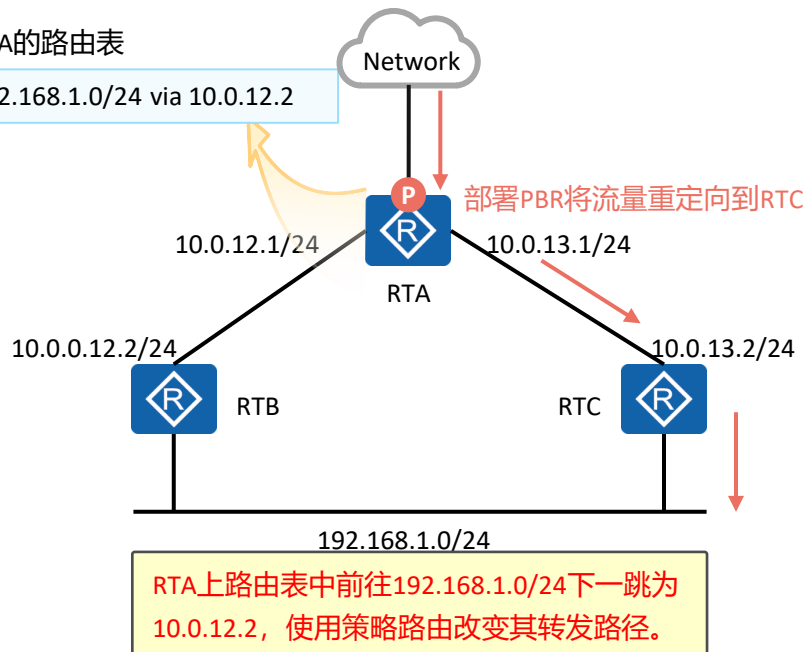 A的路由表
Network
2.168.1.0/24 via 10.0.12.2
P
部署PBR将流量重定向到RTC
R
10.0.12.1/24
10.0.13.1/24
RTA
10.0.0.12.2/24
10.0.13.2/24
R
RTB
RTC
R
192.168.1.0/24
RTA上路由表中前往192.168.1.0/24下一跳为
10.0.12.2，使用策略路由改变其转发路径。